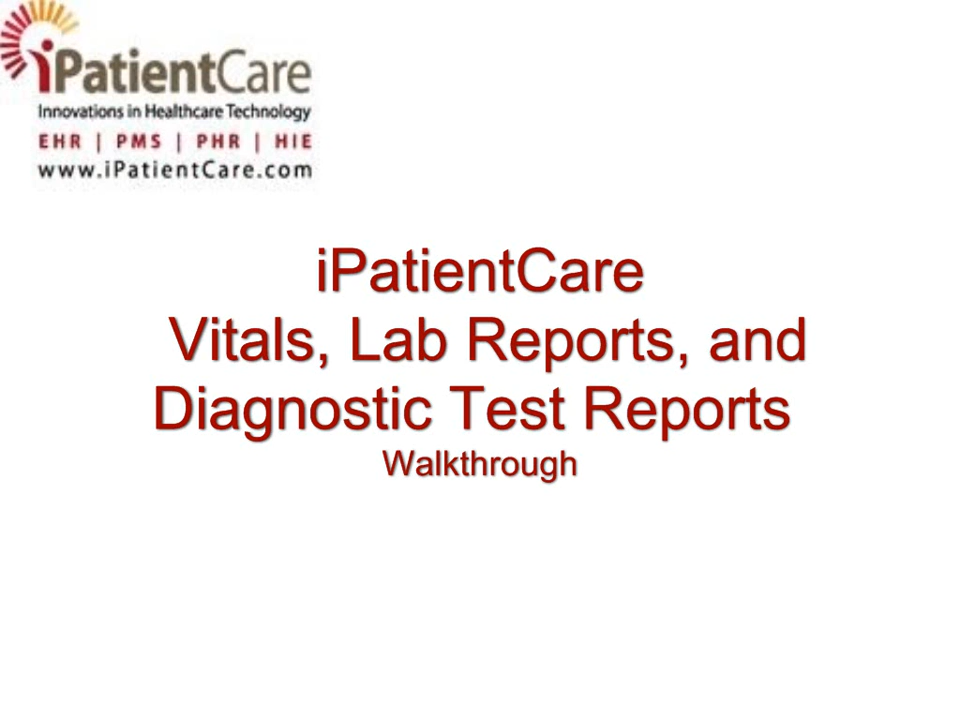 iPatientCare
Innovations in Healthcare Technology
EHR | PMS | PHR | HIE
www.iPatientCare.com
iPatientCare
Vitals, Lab Reports, and
Diagnostic Test Reports
Walkthrough